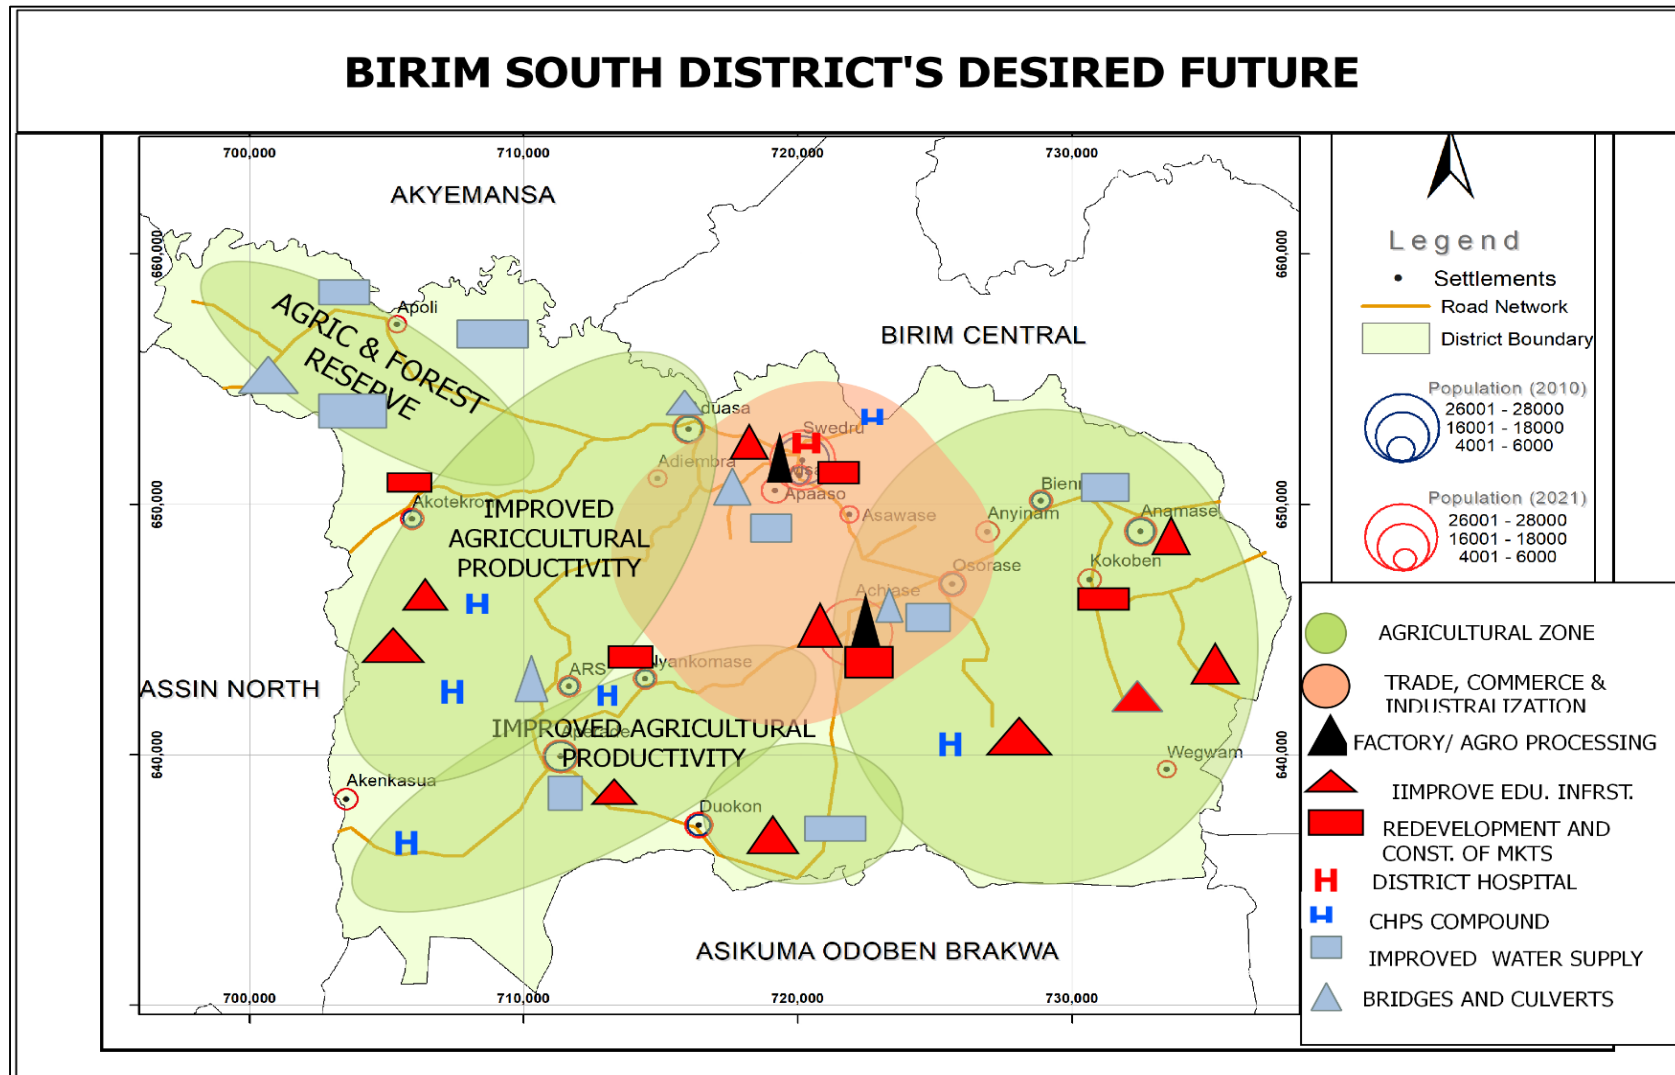 BIRIM SOUTH DISTRICT'S DESIRED FUTURE
700,000
710,000
720,000
730,000
AKYEMANSA
660,000
660,000
Apoli
AGRIC & FOREST
RESERVE
BIRIM CENTRAL
duasa
Swedru
Adiembra
Apaaso
Akotekron
650,000
650,000
IMPROVED
AGRICCULTURAL
PRODUCTIVITY
Asawase
Anyinam
Bieni
Anamase
Kokoben
Osorase
Achiase
ARS
Nyankomase
ASSIN NORTH
IMPROVED AGRICULTURAL
PRODUCTIVITY
Aperade
640,000
640,000
Wegwam
Akenkasua
Duokon
ASIKUMA ODOBEN BRAKWA
700,000
710,000
720,000
730,000
Legend
Settlements
Road Network
District Boundary
Population (2010)
26001 - 28000
16001 - 18000
4001 - 6000
Population (2021)
26001 - 28000
16001 - 18000
4001 - 6000
AGRICULTURAL ZONE
TRADE, COMMERCE &
INDUSTRALIZATION
FACTORY/ AGRO PROCESSING
IIMPROVE EDU. INFRST.
REDEVELOPMENT AND
CONST. OF MKTS
H DISTRICT HOSPITAL
H CHPS COMPOUND
IMPROVED WATER SUPPLY
BRIDGES AND CULVERTS